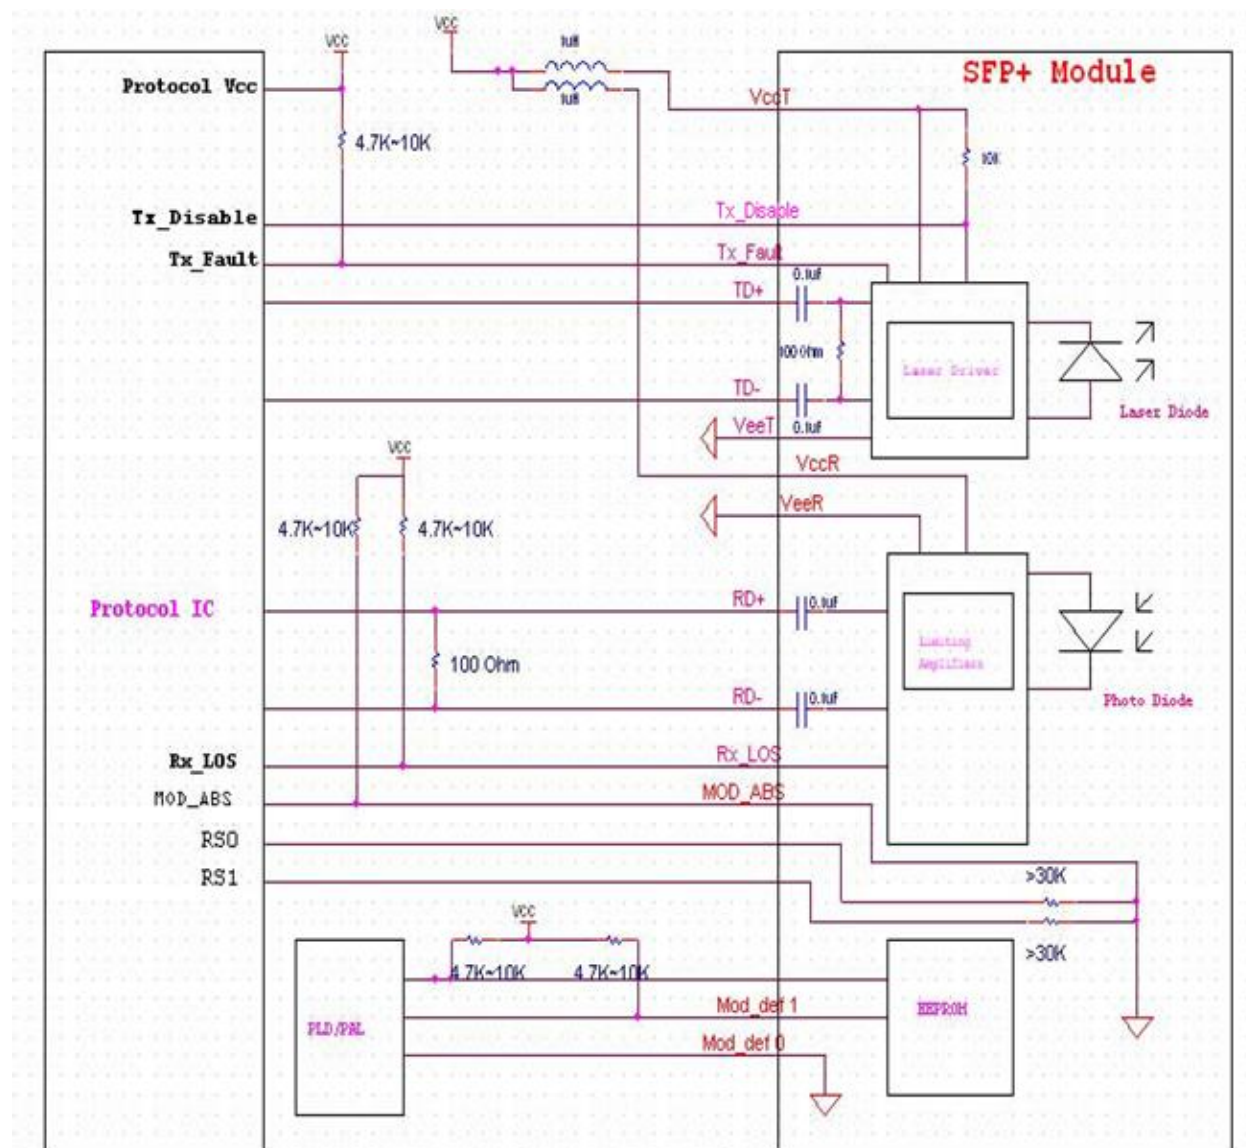 Vcc
Vcc
1uH
SFP+ Module
Protocol Vcc
1uH
VccT
4.7K~10K
10K
Tx_Disable
Tx_Disable
Tx_Fault
Tx_Fault
0.1uf
TD+
100 Ohm
Laser Driver
TD-
Laser Diode
VeeT
0.1uf
Vcc
VccR
VeeR
4.7K~10K
4.7K~10K
Protocol IC
RD+
0.1uf
Limiting
Amplifiers
100 Ohm
RD-
0.1uf
Photo Diode
Rx_LOS
Rx_LOS
MOD_ABS
MOD_ABS
RS0
RS1
>30K
Vcc
>30K
4.7K~10K
4.7K~10K
Mod_def 1
EEPROM
PLD/PAL
Mod_def 0